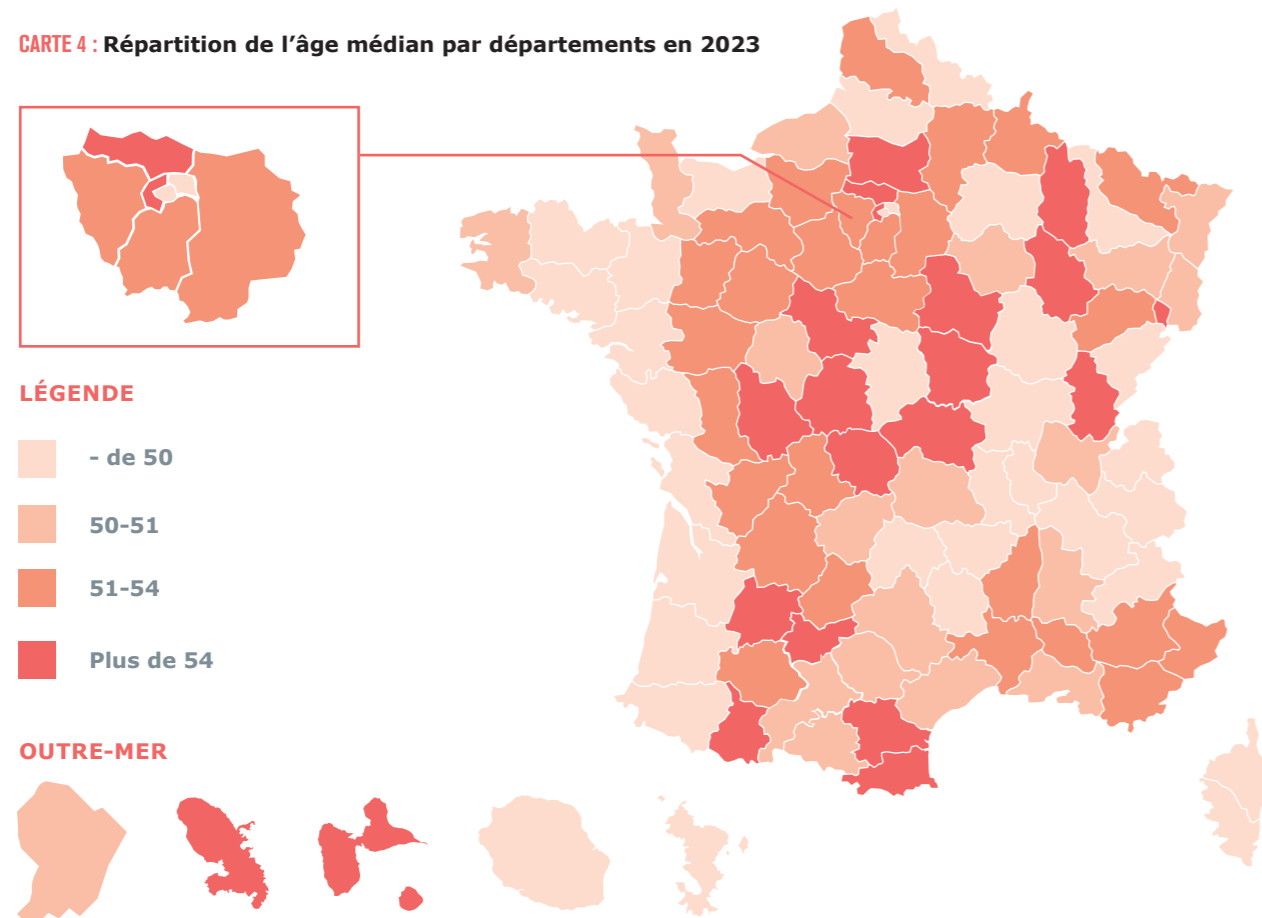 CARTE 4 : Répartition de l’âge médian par départements en 2023
LÉGENDE
- de 50
50-51
51-54
Plus de 54
OUTRE-MER